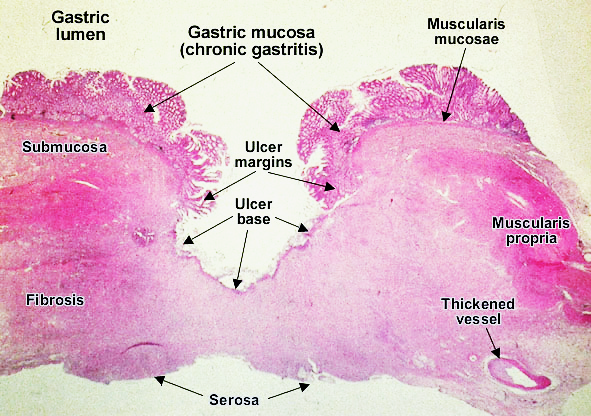 Gastric
lumen
Gastric mucosa
(chronic gastritis)
Muscularis
mucosae
Submucosa
Ulcer
margins
Ulcer
base
Muscularis
propria
Fibrosis
Thickened
vessel
Serosa